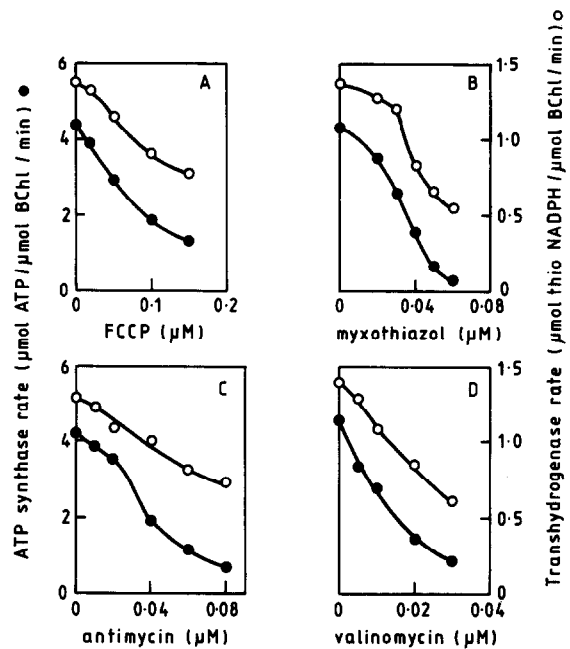 ATP synthase rate (µmol ATP/µmol BChl/min) ●
Transhydrogenase rate (µmol thio NADPH/µmol BChl/min) o
A
6
4
2
0
0
0·1
0·2
FCCP (µM)
B
1·5
1·0
0·5
0
0
0·04
0·08
myxothiazol (µM)
C
6
4
2
0
0
0·04
0·08
antimycin (µM)
D
1·5
1·0
0·5
0
0
0·02
0·04
valinomycin (µM)